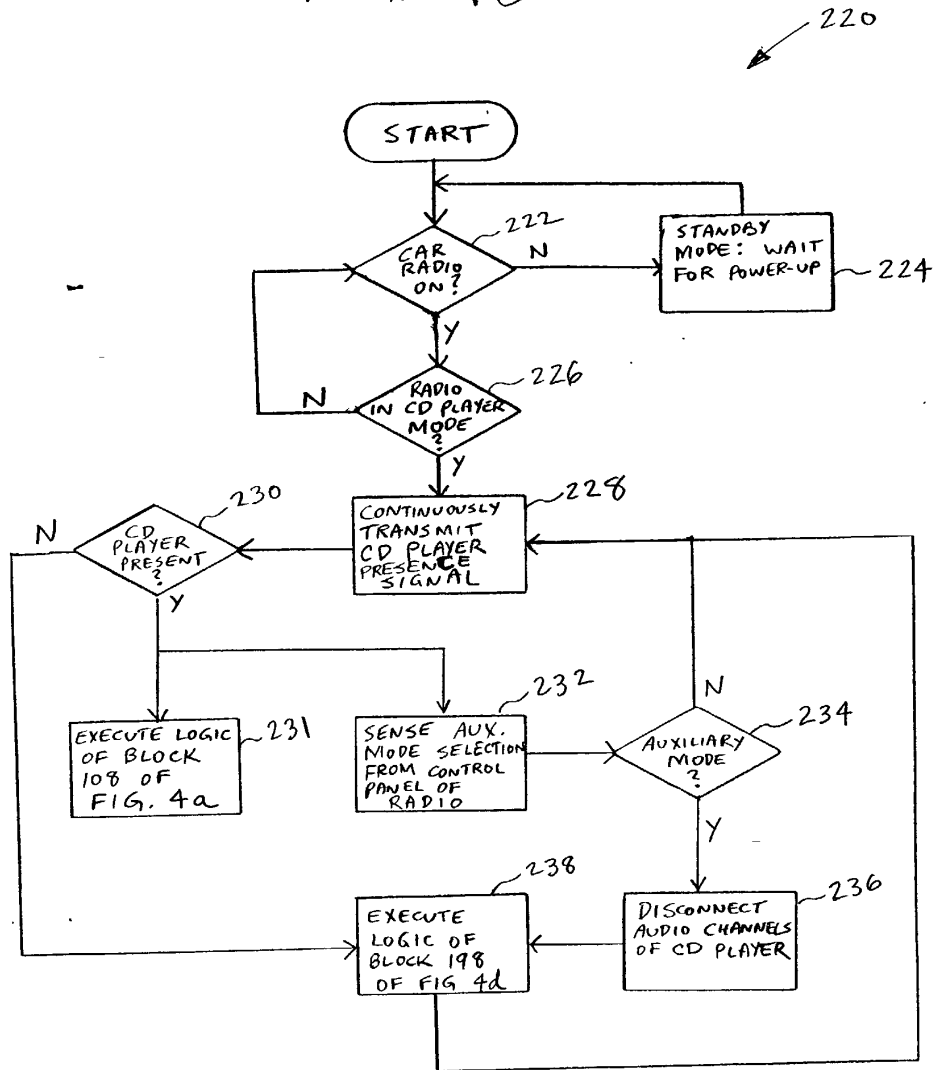 220
START
CAR
RADIO
ON?
222
N
STANDBY
MODE: WAIT
FOR POWER-UP
224
Y
RADIO
IN CD PLAYER
MODE
?
226
N
Y
CONTINUOUSLY
TRANSMIT
CD PLAYER
PRESENCE
SIGNAL
228
N
CD
PLAYER
PRESENT
?
230
Y
EXECUTE LOGIC
OF BLOCK
108 OF
FIG. 4a
231
SENSE AUX.
MODE SELECTION
FROM CONTROL
PANEL OF
RADIO
232
N
AUXILIARY
MODE
?
234
Y
DISCONNECT
AUDIO CHANNELS
OF CD PLAYER
236
EXECUTE
LOGIC OF
BLOCK 198
OF FIG 4d
238